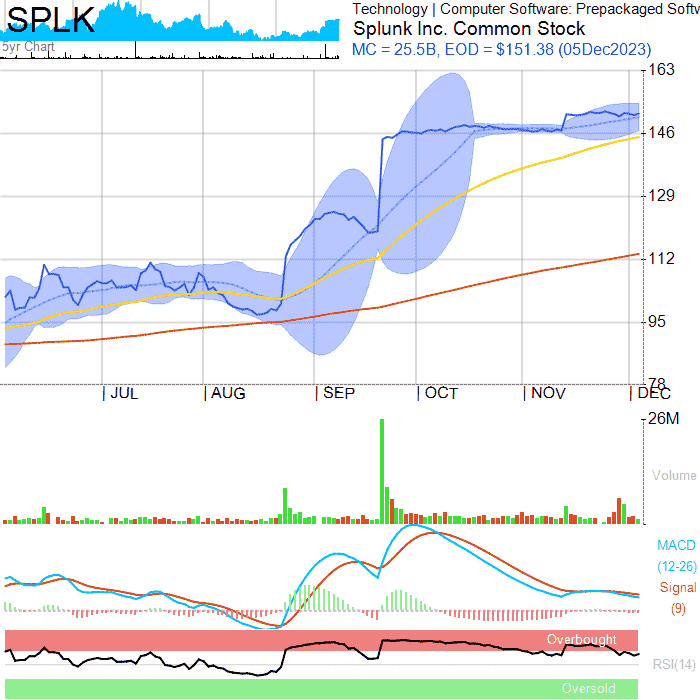 SPLK
Technology | Computer Software: Prepackaged Softw
Splunk Inc. Common Stock
5yr Chart
MC = 25.5B, EOD = $151.38 (05Dec2023)
163
146
129
112
95
78
| JUL
| AUG
| SEP
| OCT
| NOV
| DEC
26M
Volume
MACD
(12-26)
Signal
(9)
Overbought
RSI(14)
Oversold